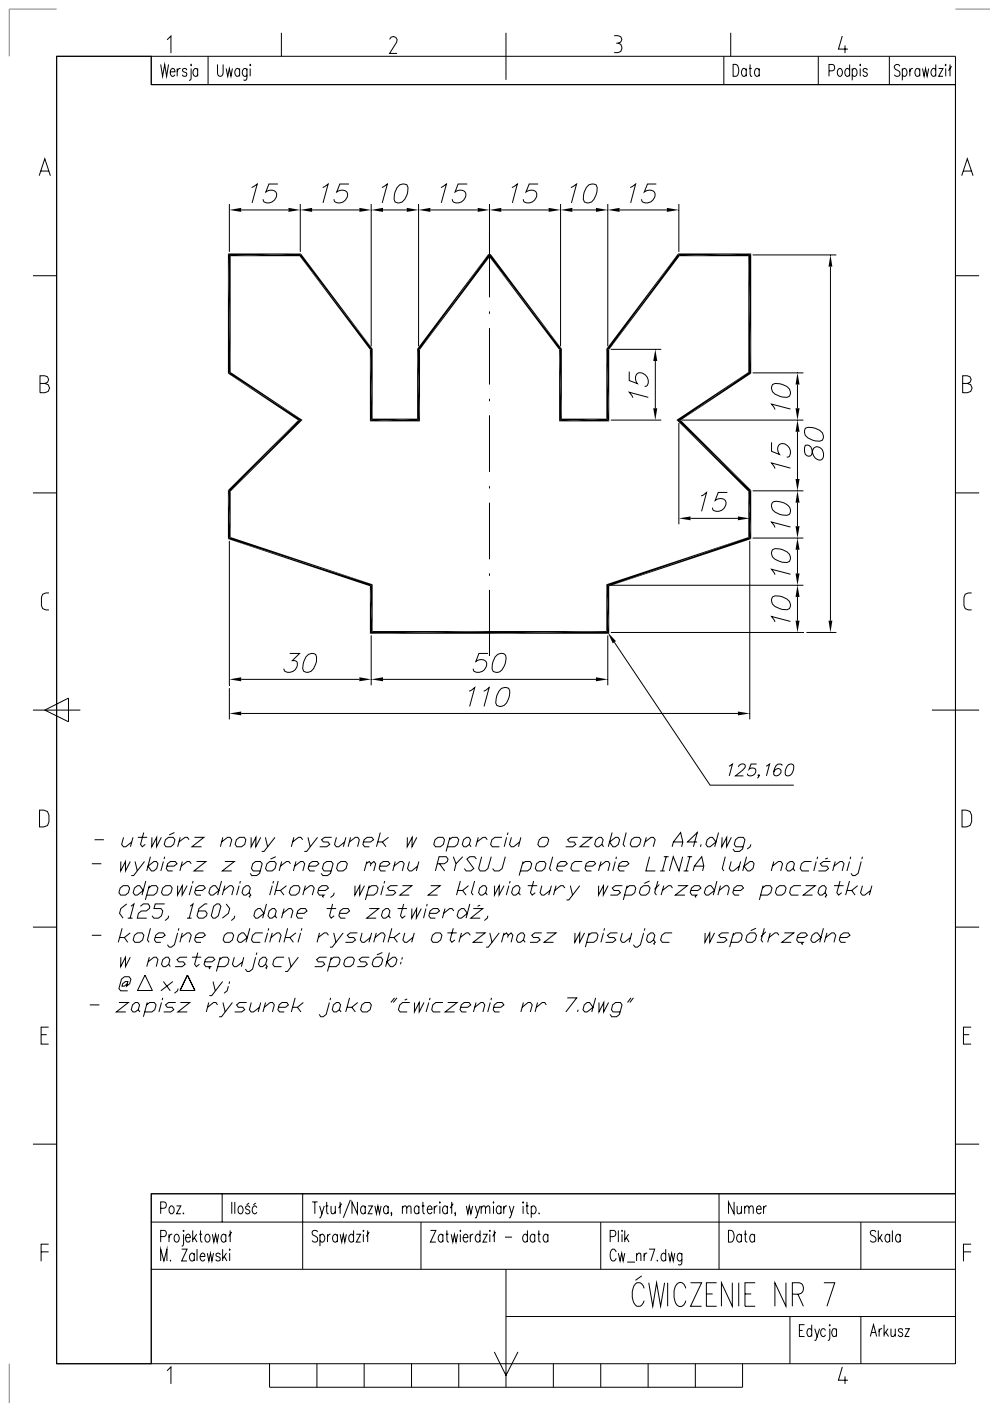 1 2 3 4
Wersja Uwagi Data Podpis Sprawdził
A A
15 15 10 15 15 10 15
B B
15 10
80
15
15 10
10
C C
10
30 50
110
125,160
D D
- utwórz nowy rysunek w oparciu o szablon A4.dwg,
- wybierz z górnego menu RYSUJ polecenie LINIA lub naciśnij
odpowiednią ikonę, wpisz z klawiatury współrzędne początku
(125, 160), dane te zatwierdź,
- kolejne odcinki rysunku otrzymasz wpisując współrzędne
w następujący sposób:
@Δx,Δ y;
- zapisz rysunek jako "ćwiczenie nr 7.dwg"
E E
Poz. Ilość Tytuł/Nazwa, materiał, wymiary itp. Numer
Projektował Sprawdził Zatwierdził - data Plik Data Skala
M. Zalewski Cw_nr7.dwg
F F
ĆWICZENIE NR 7
Edycja Arkusz
1 4